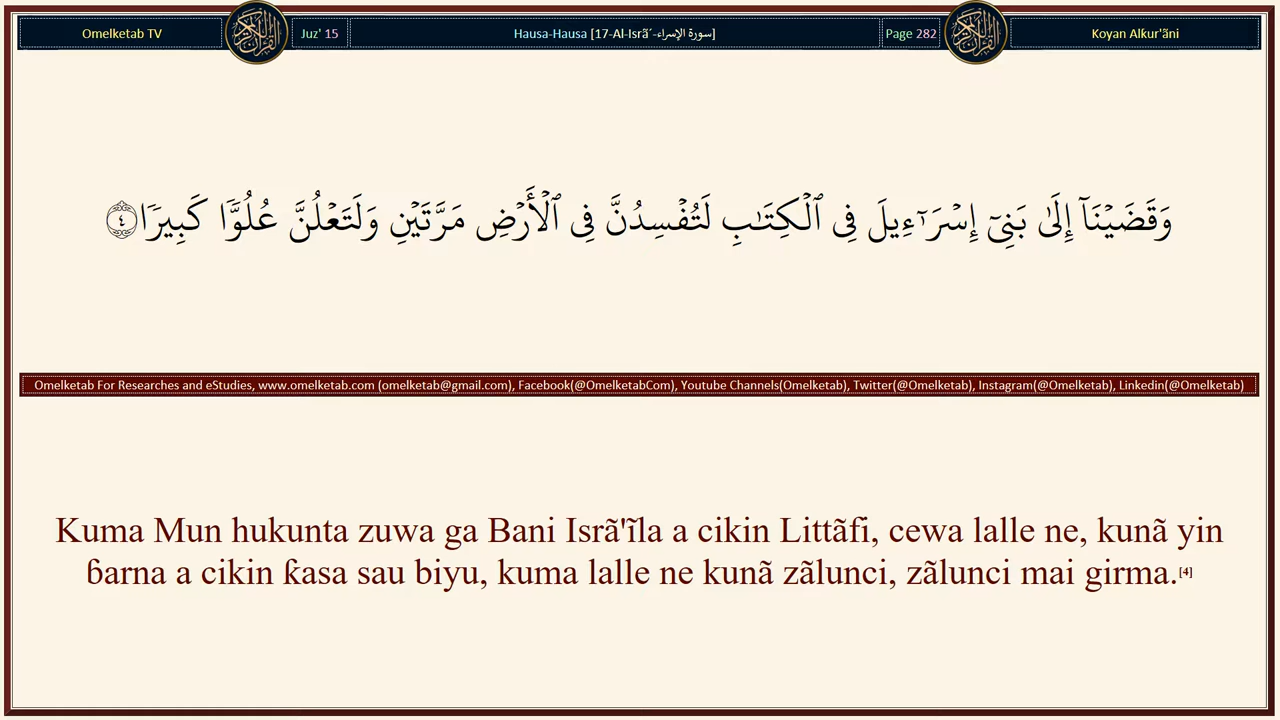 Omelketab TV
Juz' 15
Hausa-Hausa [17-Al-Isrã´-سورة الإسراء]
Page 282
Koyan Alƙur'ãni
وَقَضَيۡنَآ إِلَىٰ بَنِيٓ إِسۡرَٰٓءِيلَ فِي ٱلۡكِتَٰبِ لَتُفۡسِدُنَّ فِي ٱلۡأَرۡضِ مَرَّتَيۡنِ وَلَتَعۡلُنَّ عُلُوّٗا كَبِيرٗا ٤
Omelketab For Researches and eStudies, www.omelketab.com (omelketab@gmail.com), Facebook(@OmelketabCom), Youtube Channels(Omelketab), Twitter(@Omelketab), Instagram(@Omelketab), Linkedin(@Omelketab)
Kuma Mun hukunta zuwa ga Bani Isrã'ĩla a cikin Littãfi, cewa lalle ne, kunã yin
ɓarna a cikin ƙasa sau biyu, kuma lalle ne kunã zãlunci, zãlunci mai girma.[4]